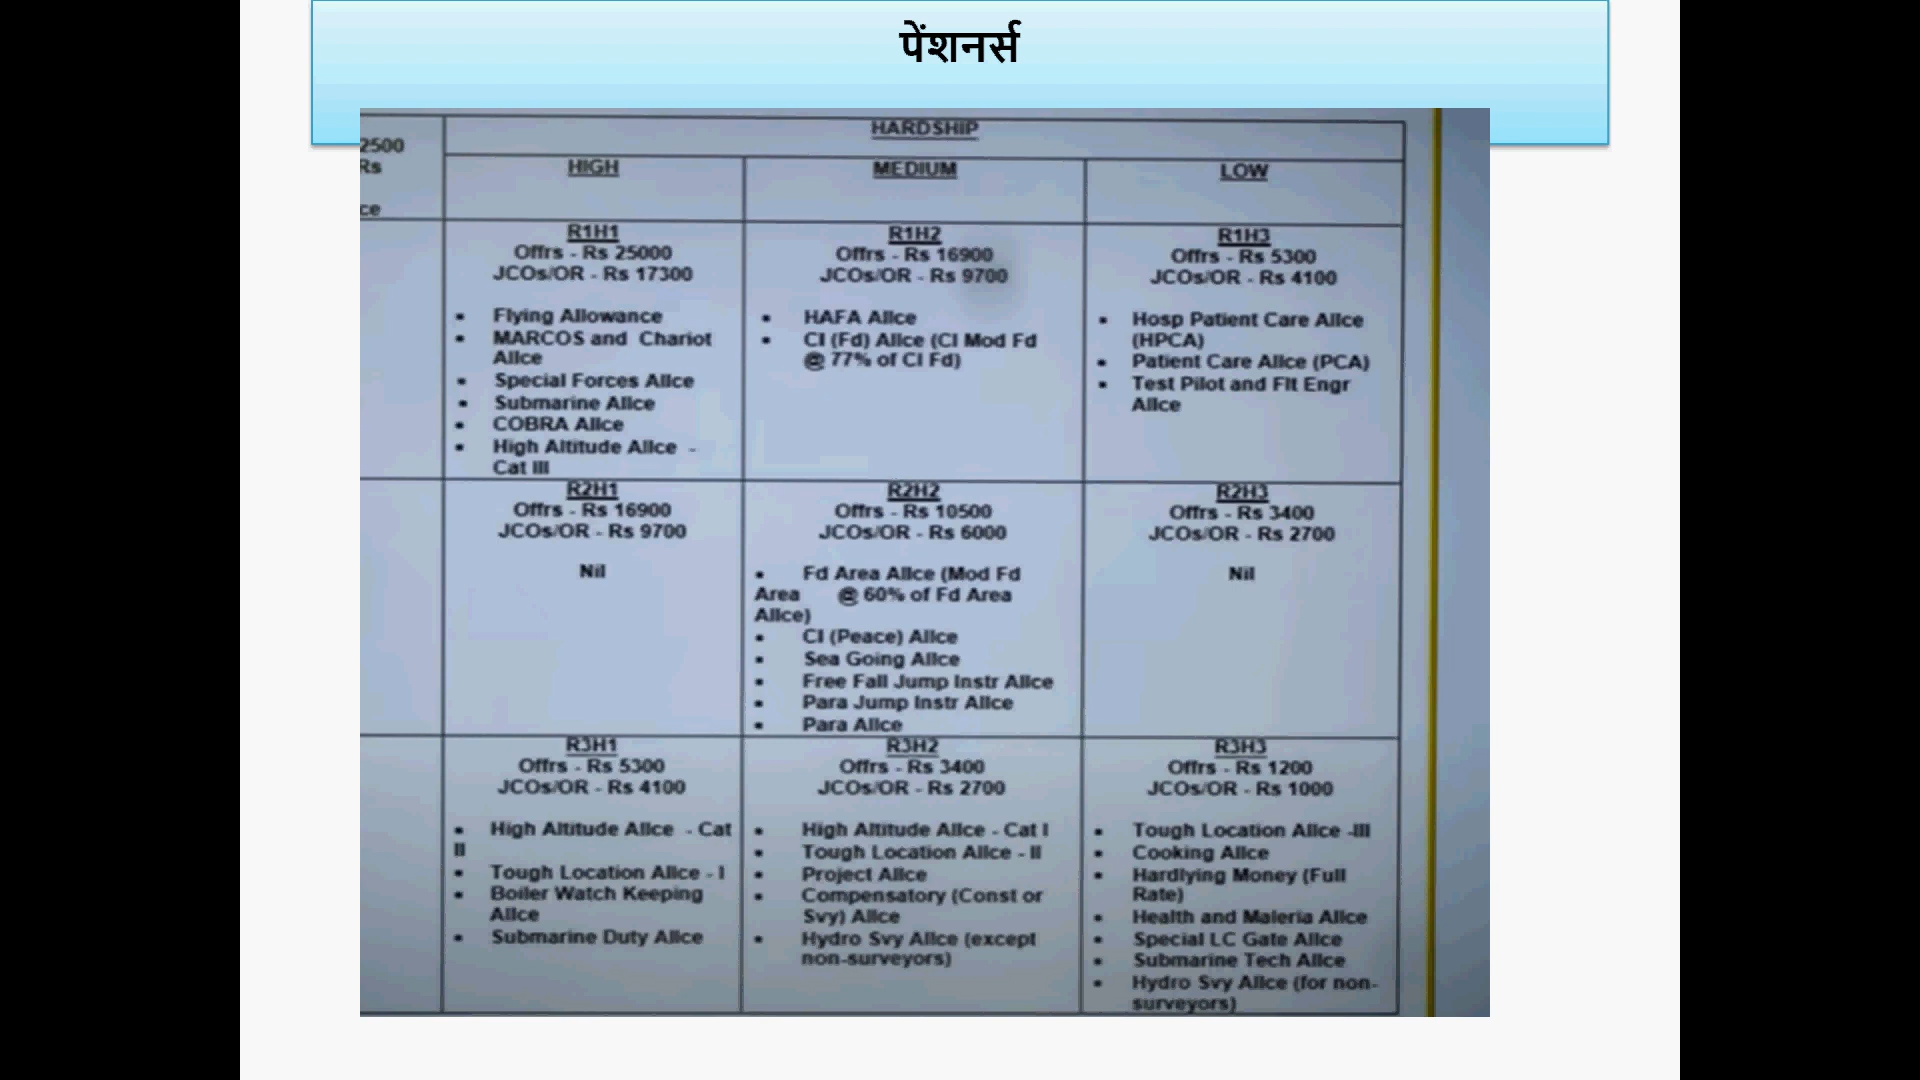 पेंशनर्स
2500
Rs
ce
HARDSHIP
HIGH
MEDIUM
LOW
R1H1
Offrs - Rs 25000
JCOs/OR - Rs 17300
• Flying Allowance
• MARCOS and Chariot
Allce
• Special Forces Allce
• Submarine Allce
• COBRA Allce
• High Altitude Allce -
Cat III
R1H2
Offrs - Rs 16900
JCOs/OR - Rs 9700
• HAFA Allce
• CI (Fd) Allce (CI Mod Fd
@ 77% of CI Fd)
R1H3
Offrs - Rs 5300
JCOs/OR - Rs 4100
• Hosp Patient Care Allce
(HPCA)
• Patient Care Allce (PCA)
• Test Pilot and Flt Engr
Allce
R2H1
Offrs - Rs 16900
JCOs/OR - Rs 9700
Nil
R2H2
Offrs - Rs 10500
JCOs/OR - Rs 6000
• Fd Area Allce (Mod Fd
Area @ 60% of Fd Area
Allce)
• CI (Peace) Allce
• Sea Going Allce
• Free Fall Jump Instr Allce
• Para Jump Instr Allce
• Para Allce
R2H3
Offrs - Rs 3400
JCOs/OR - Rs 2700
Nil
R3H1
Offrs - Rs 5300
JCOs/OR - Rs 4100
• High Altitude Allce - Cat
II
• Tough Location Allce - I
• Boiler Watch Keeping
Allce
• Submarine Duty Allce
R3H2
Offrs - Rs 3400
JCOs/OR - Rs 2700
• High Altitude Allce - Cat I
• Tough Location Allce - II
• Project Allce
• Compensatory (Const or
Svy) Allce
• Hydro Svy Allce (except
non-surveyors)
R3H3
Offrs - Rs 1200
JCOs/OR - Rs 1000
• Tough Location Allce -III
• Cooking Allce
• Hardlying Money (Full
Rate)
• Health and Maleria Allce
• Special LC Gate Allce
• Submarine Tech Allce
• Hydro Svy Allce (for non-
surveyors)